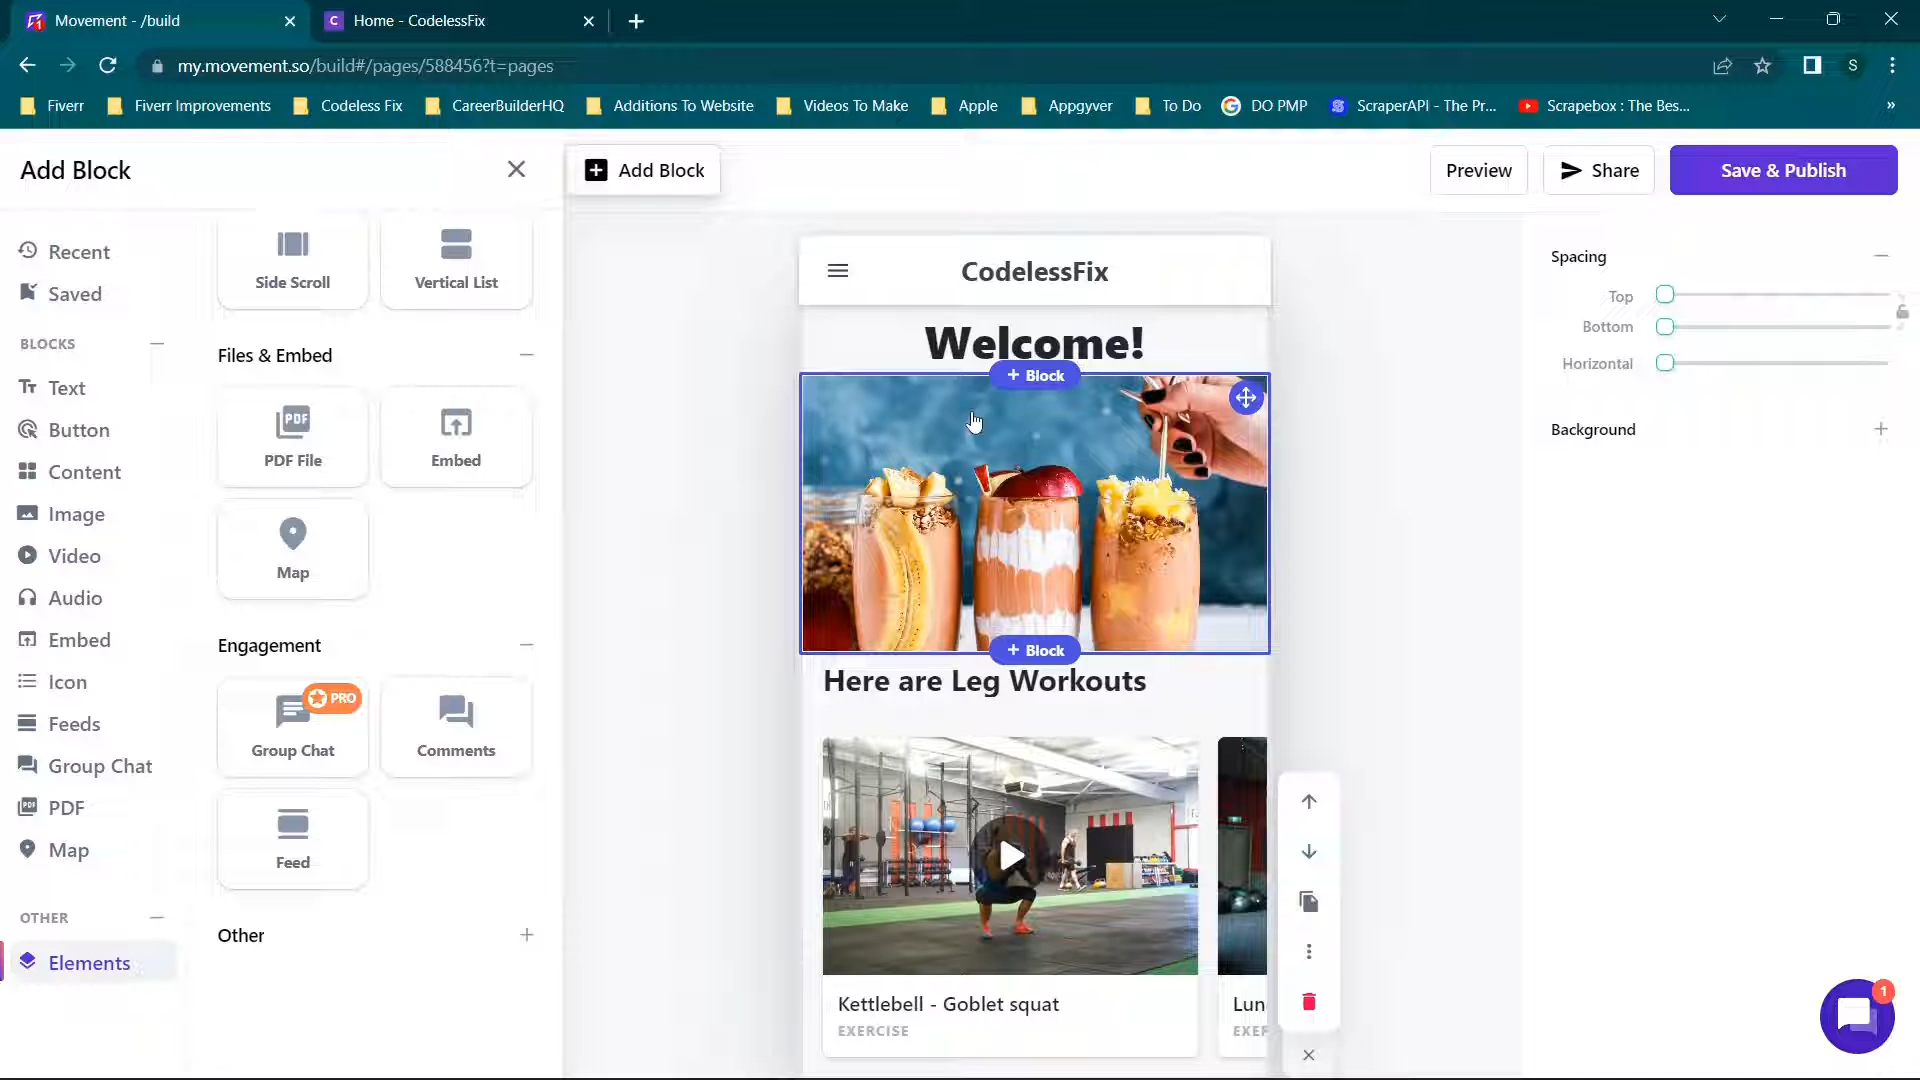 Movement - /build
Home - CodelessFix
my.movement.so/build#/pages/588456?t=pages
S
Fiverr
Fiverr Improvements
Codeless Fix
CareerBuilderHQ
Additions To Website
Videos To Make
Apple
Appgyver
To Do
DO PMP
ScraperAPI - The Pr...
Scrapebox : The Bes...
Add Block
Add Block
Preview
Share
Save & Publish
Recent
Saved
BLOCKS
Text
Button
Content
Image
Video
Audio
Embed
Icon
Feeds
Group Chat
PDF
Map
OTHER
Elements
Side Scroll
Vertical List
Files & Embed
PDF
PDF File
Embed
Map
Engagement
PRO
Group Chat
Comments
Feed
Other
CodelessFix
Welcome!
+ Block
+ Block
Here are Leg Workouts
Kettlebell - Goblet squat
EXERCISE
Lun
EXEF
Spacing
Top
Bottom
Horizontal
Background
1